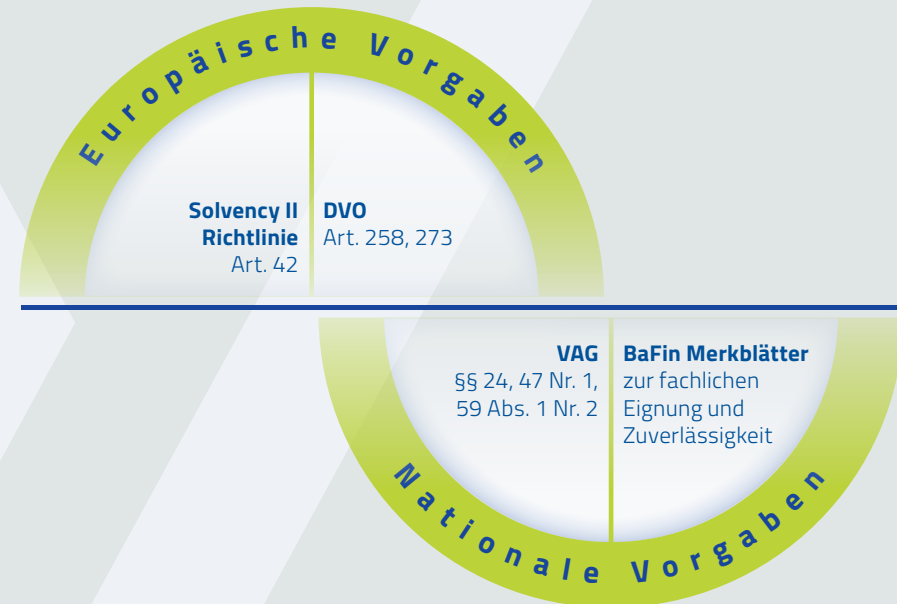 Europäische Vorgaben
Solvency II
Richtlinie
Art. 42
DVO
Art. 258, 273
VAG
§§ 24, 47 Nr. 1,
59 Abs. 1 Nr. 2
BaFin Merkblätter
zur fachlichen
Eignung und
Zuverlässigkeit
Nationale Vorgaben